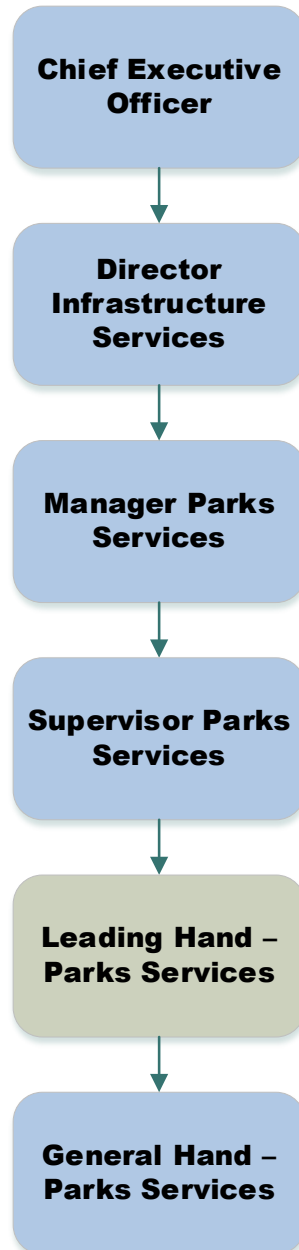 Chief Executive
Officer
Director
Infrastructure
Services
Manager Parks
Services
Supervisor Parks
Services
Leading Hand –
Parks Services
General Hand –
Parks Services